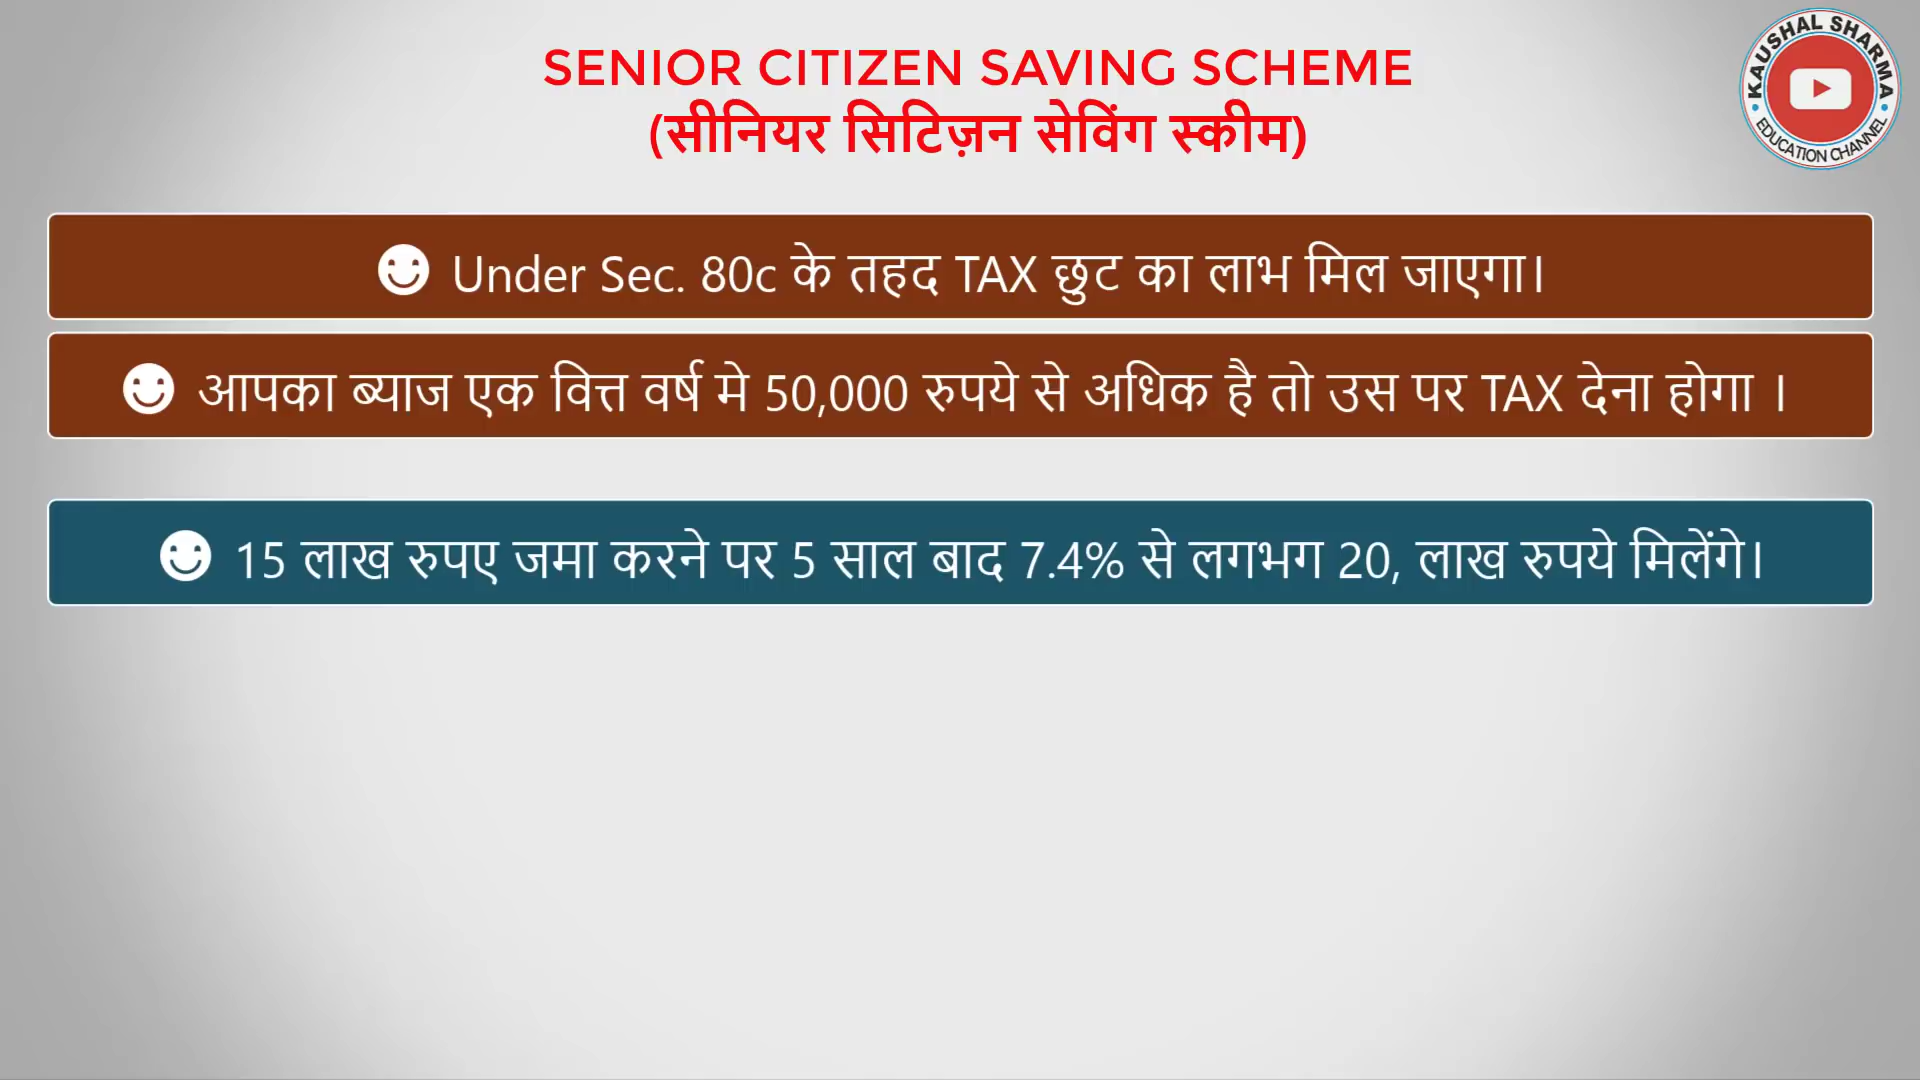 SENIOR CITIZEN SAVING SCHEME
(सीनियर सिटिज़न सेविंग स्कीम)
KAUSHAL SHARMA
EDUCATION CHANNEL
Under Sec. 80c के तहद TAX छुट का लाभ मिल जाएगा।
आपका ब्याज एक वित्त वर्ष मे 50,000 रुपये से अधिक है तो उस पर TAX देना होगा ।
15 लाख रुपए जमा करने पर 5 साल बाद 7.4% से लगभग 20, लाख रुपये मिलेंगे।